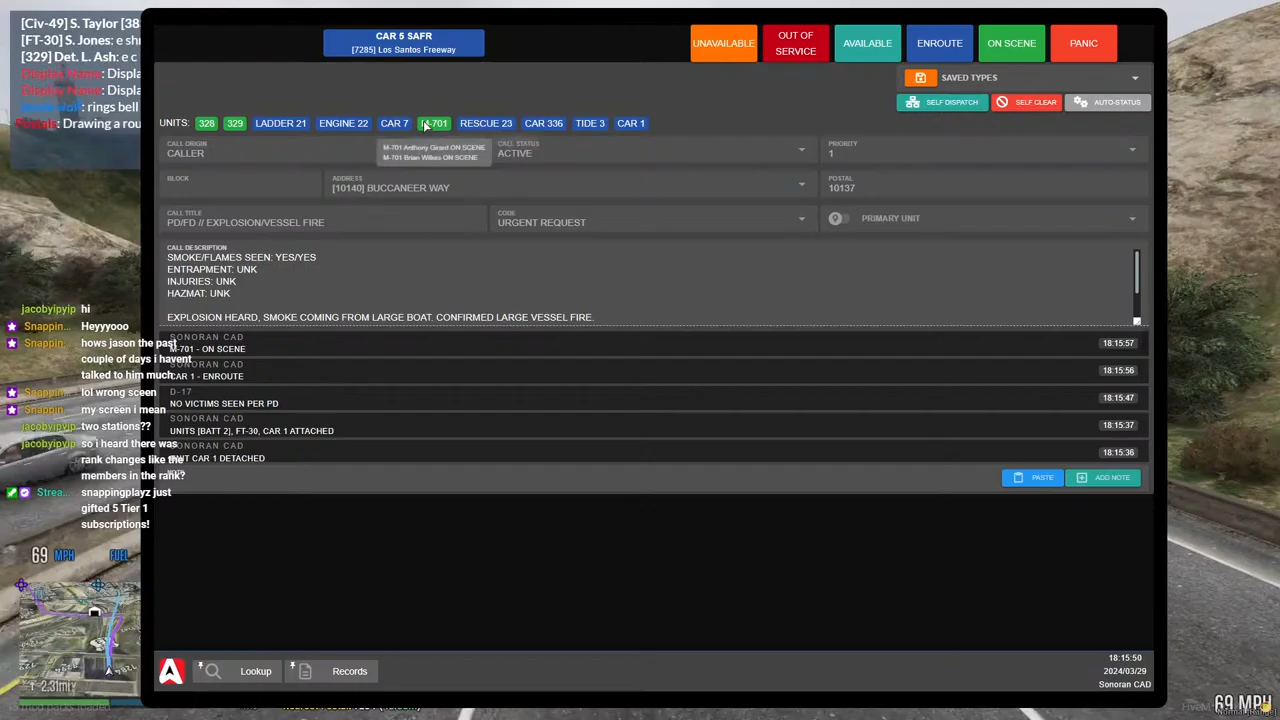 [Civ-49] S. Taylor [38
[FT-30] S. Jones: e shr
[329] Det. L. Ash: e c
Display Name: Displa
Display Name: Displa
: rings bell
Postals: Drawing a rou
CAR 5 SAFR
[7285] Los Santos Freeway
UNAVAILABLE
OUT OF SERVICE
AVAILABLE
ENROUTE
ON SCENE
PANIC
SAVED TYPES
SELF DISPATCH
SELF CLEAR
AUTO-STATUS
UNITS: 328 329 LADDER 21 ENGINE 22 CAR 7 M-701 RESCUE 23 CAR 336 TIDE 3 CAR 1
M-701 Anthony Girard ON SCENE
M-701 Brian Wilkes ON SCENE
CALL ORIGIN
CALLER
CALL STATUS
ACTIVE
PRIORITY
1
BLOCK
ADDRESS
[10140] BUCCANEER WAY
POSTAL
10137
CALL TITLE
PD/FD // EXPLOSION/VESSEL FIRE
CODE
URGENT REQUEST
PRIMARY UNIT
CALL DESCRIPTION
SMOKE/FLAMES SEEN: YES/YES
ENTRAPMENT: UNK
INJURIES: UNK
HAZMAT: UNK
EXPLOSION HEARD, SMOKE COMING FROM LARGE BOAT. CONFIRMED LARGE VESSEL FIRE.
SONORAN CAD
M-701 - ON SCENE
18:15:57
SONORAN CAD
CAR 1 - ENROUTE
18:15:56
D-17
NO VICTIMS SEEN PER PD
18:15:47
SONORAN CAD
UNITS [BATT 2], FT-30, CAR 1 ATTACHED
18:15:37
SONORAN CAD
UNIT CAR 1 DETACHED
18:15:36
NOTE
PASTE
ADD NOTE
jacobyipyip hi
Snappin... Heyyyooo
Snappin... hows jason the past
couple of days i havent
talked to him much
Snappin... lol wrong sceen
Snappin... my screen i mean
jacobyipyip two stations??
jacobyipyip so i heard there was
rank changes like the
members in the rank?
Strea... snappingplayz just
gifted 5 Tier 1
subscriptions!
69 MPH FUEL
2.31mi
Lookup
Records
18:15:50
2024/03/29
Sonoran CAD
69 MPH